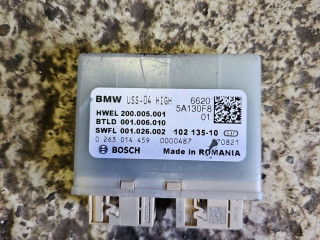 BMW USS-04 HIGH 6620
HWEL 200.005.001 5A130F8
BTLD 001.006.010 01
SWFL 001.026.002 102 135-10
0 263 014 459 0000487 70821
BOSCH Made in ROMANIA